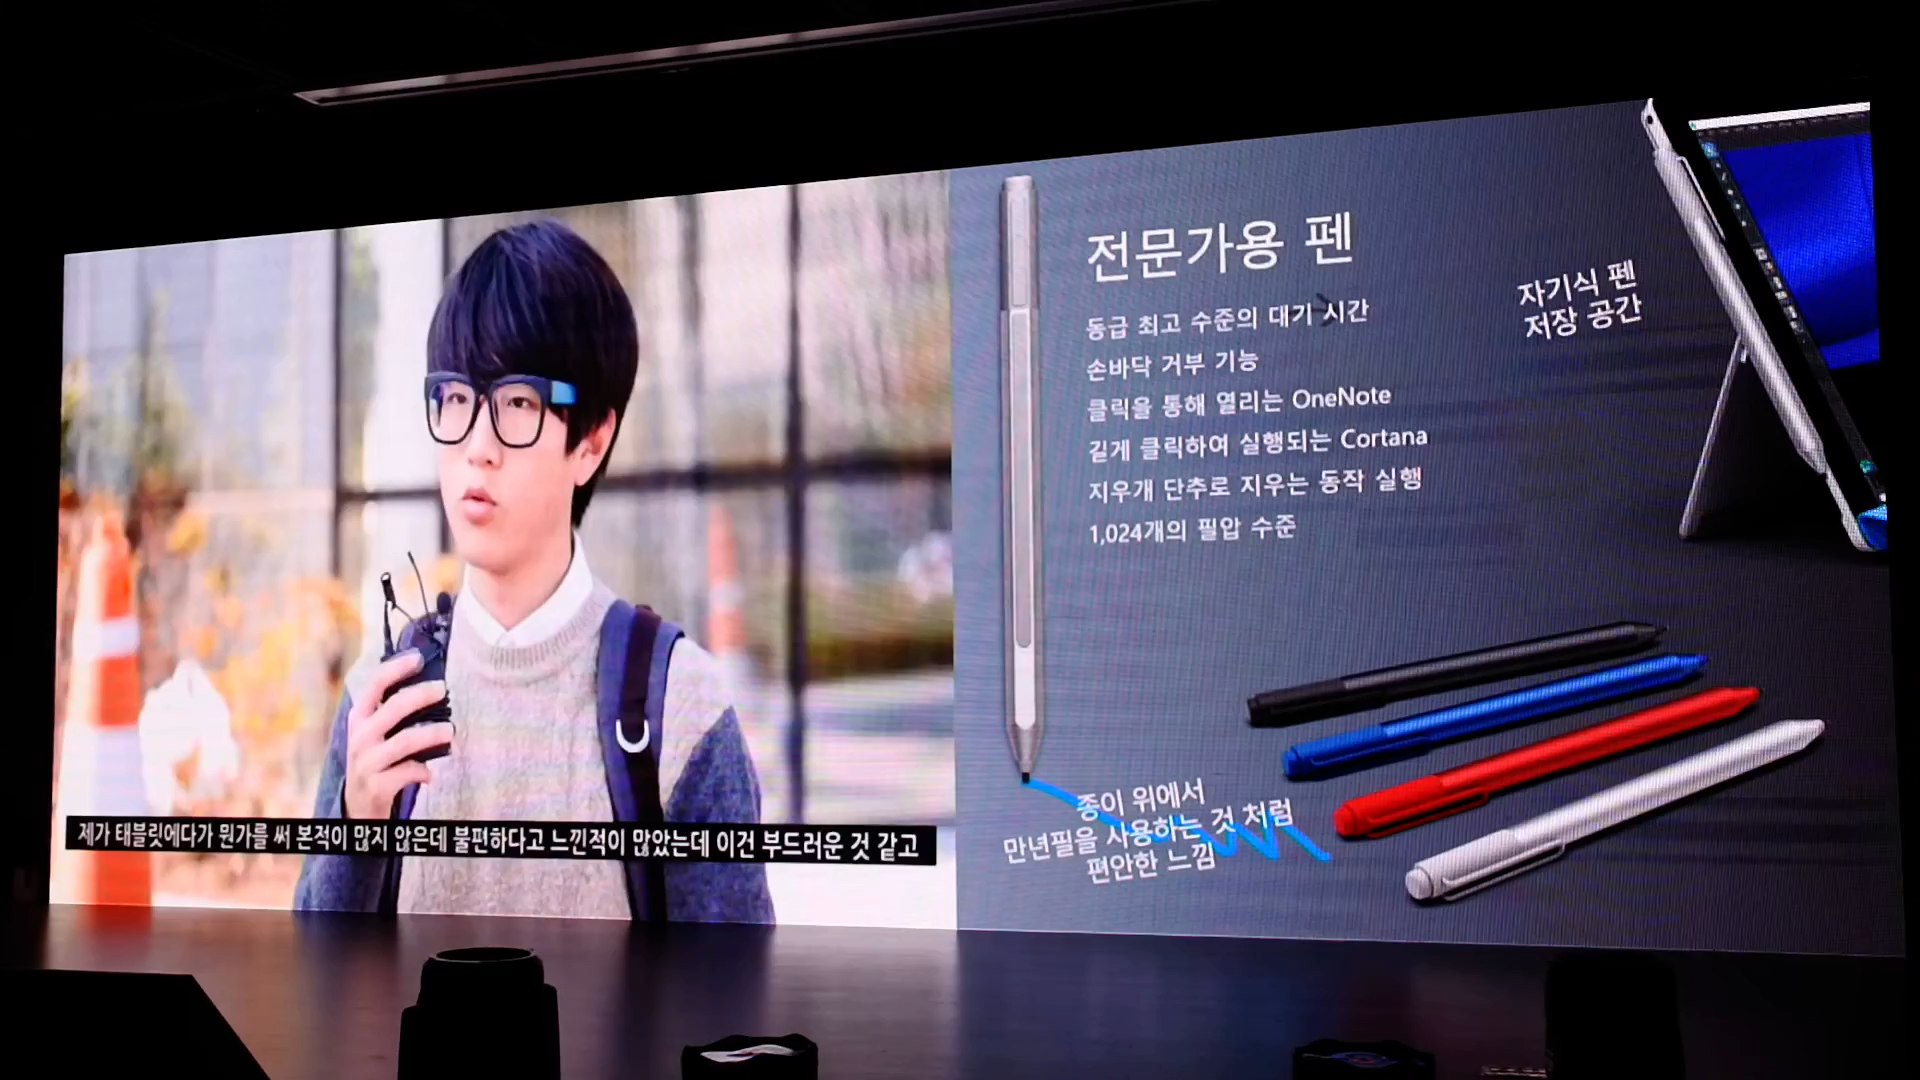 제가 태블릿에다가 뭔가를 써 본적이 많지 않은데 불편하다고 느낀적이 많았는데 이건 부드러운 것 같고
전문가용 펜
동급 최고 수준의 대기 시간
손바닥 거부 기능
클릭을 통해 열리는 OneNote
길게 클릭하여 실행되는 Cortana
지우개 단추로 지우는 동작 실행
1,024개의 필압 수준
자기식 펜
저장 공간
종이 위에서
만년필을 사용하는 것 처럼
편안한 느낌